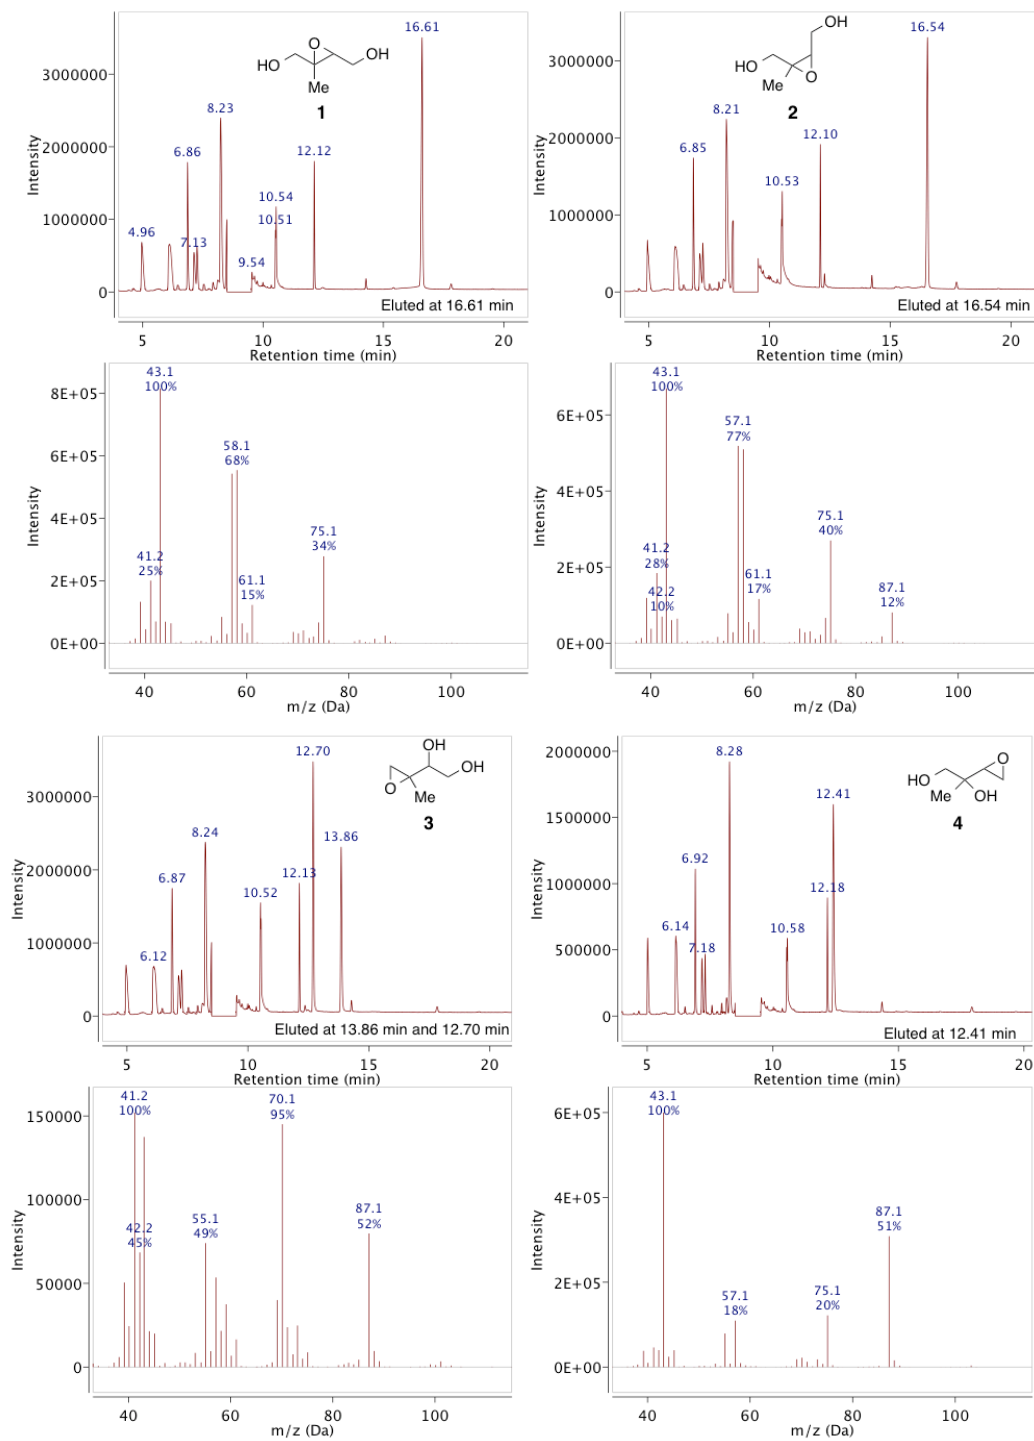 16.61
8.23
6.86
12.12
10.54
10.51
4.96
7.13
9.54
O
HO
OH
Me
1
3000000
2000000
1000000
0
Intensity
Eluted at 16.61 min
5
10
15
20
Retention time (min)
16.54
8.21
6.85
12.10
10.53
OH
HO
Me
O
2
3000000
2000000
1000000
0
Intensity
Eluted at 16.54 min
5
10
15
20
Retention time (min)
43.1
100%
58.1
68%
75.1
34%
41.2
25%
61.1
15%
8E+05
6E+05
4E+05
2E+05
0E+00
Intensity
40
60
80
100
m/z (Da)
43.1
100%
57.1
77%
75.1
40%
41.2
28%
42.2
10%
61.1
17%
87.1
12%
6E+05
4E+05
2E+05
0E+00
Intensity
40
60
80
100
m/z (Da)
12.70
8.24
13.86
6.87
12.13
10.52
6.12
OH
OH
O
Me
3
3000000
2000000
1000000
0
Intensity
Eluted at 13.86 min and 12.70 min
5
10
15
20
Retention time (min)
8.28
12.41
6.92
12.18
6.14
10.58
7.18
O
HO
Me
OH
4
2000000
1500000
1000000
500000
0
Intensity
Eluted at 12.41 min
5
10
15
20
Retention time (min)
41.2
100%
70.1
95%
55.1
49%
42.2
45%
87.1
52%
150000
100000
50000
0
Intensity
40
60
80
100
m/z (Da)
43.1
100%
87.1
51%
57.1
18%
75.1
20%
6E+05
4E+05
2E+05
0E+00
Intensity
40
60
80
100
m/z (Da)